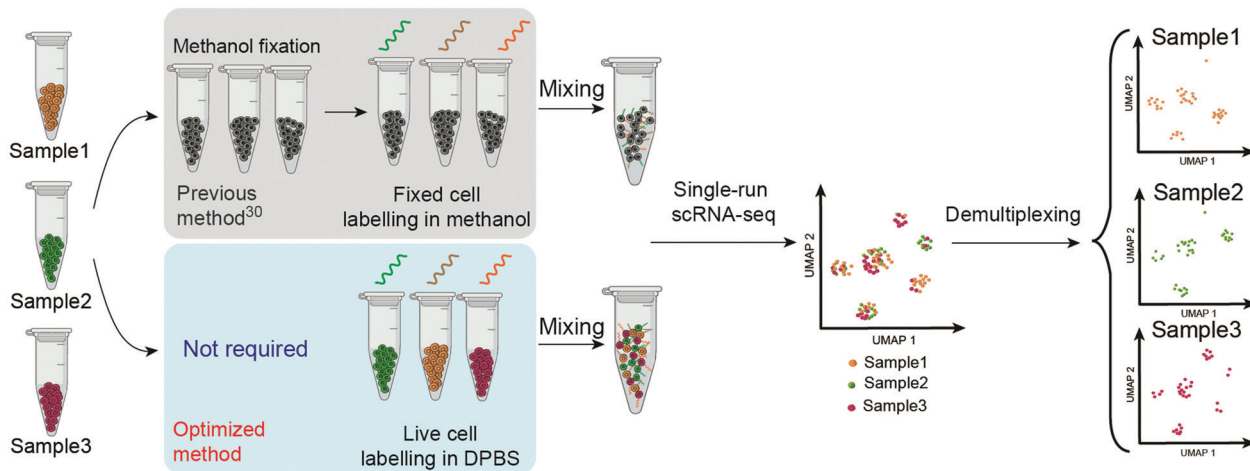 Sample1
Sample2
Sample3
Methanol fixation
Previous
method30
Fixed cell
labelling in methanol
Mixing
Not required
Optimized
method
Live cell
labelling in DPBS
Mixing
Single-run
scRNA-seq
UMAP 2
UMAP 1
Sample1
Sample2
Sample3
Demultiplexing
Sample1
UMAP 2
UMAP 1
Sample2
UMAP 2
UMAP 1
Sample3
UMAP 2
UMAP 1